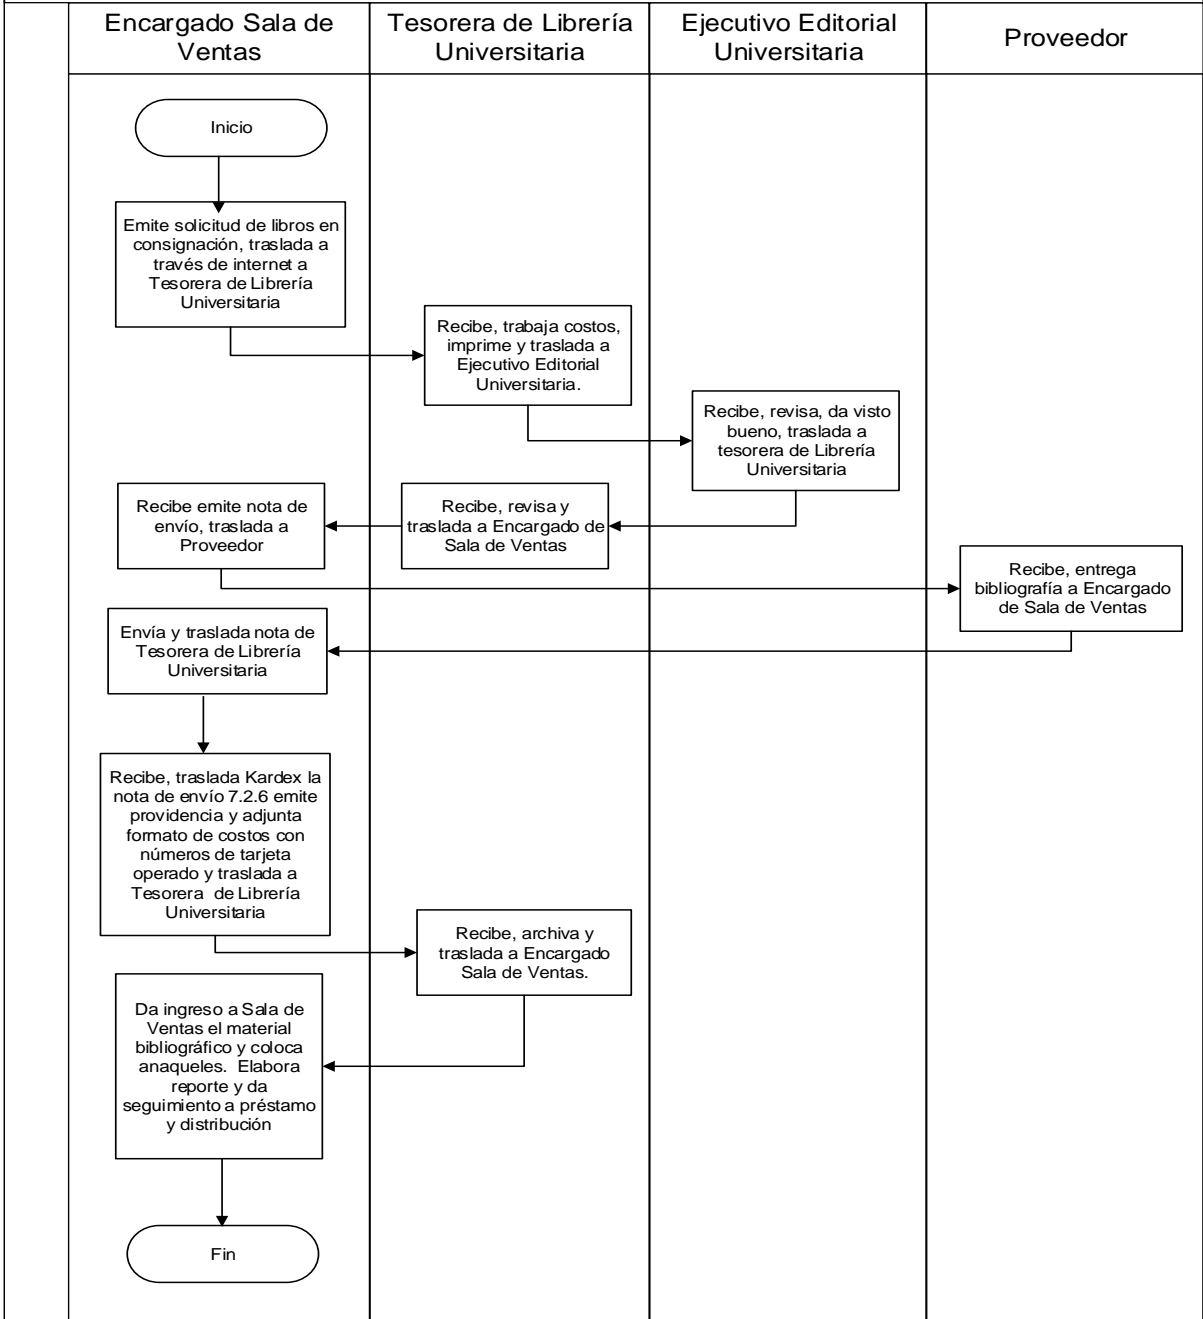 Encargado Sala de
Ventas
Tesorera de Librería
Universitaria
Ejecutivo Editorial
Universitaria
Proveedor
Inicio
Emite solicitud de libros en
consignación, traslada a
través de internet a
Tesorera de Librería
Universitaria
Recibe, trabaja costos,
imprime y traslada a
Ejecutivo Editorial
Universitaria.
Recibe, revisa, da visto
bueno, traslada a
tesorera de Librería
Universitaria
Recibe, revisa y
traslada a Encargado de
Sala de Ventas
Recibe emite nota de
envío, traslada a
Proveedor
Recibe, entrega
bibliografía a Encargado
de Sala de Ventas
Envía y traslada nota de
Tesorera de Librería
Universitaria
Recibe, traslada Kardex la
nota de envío 7.2.6 emite
providencia y adjunta
formato de costos con
números de tarjeta
operado y traslada a
Tesorera de Librería
Universitaria
Recibe, archiva y
traslada a Encargado
Sala de Ventas.
Da ingreso a Sala de
Ventas el material
bibliográfico y coloca
anaqueles. Elabora
reporte y da
seguimiento a préstamo
y distribución
Fin